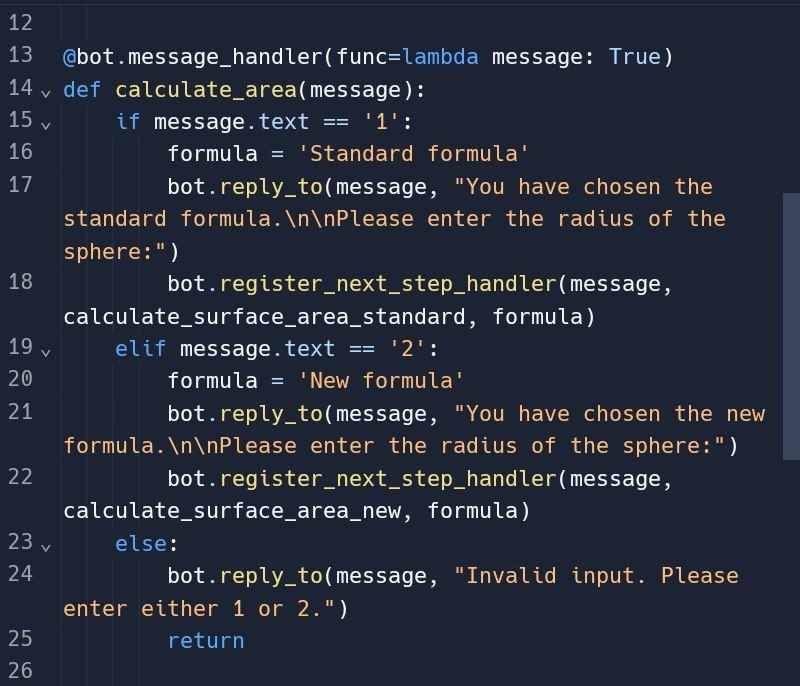 12
13 @bot.message_handler(func=lambda message: True)
14 def calculate_area(message):
15     if message.text == '1':
16         formula = 'Standard formula'
17         bot.reply_to(message, "You have chosen the
standard formula.\n\nPlease enter the radius of the
sphere:")
18         bot.register_next_step_handler(message,
calculate_surface_area_standard, formula)
19     elif message.text == '2':
20         formula = 'New formula'
21         bot.reply_to(message, "You have chosen the new
formula.\n\nPlease enter the radius of the sphere:")
22         bot.register_next_step_handler(message,
calculate_surface_area_new, formula)
23     else:
24         bot.reply_to(message, "Invalid input. Please
enter either 1 or 2.")
25         return
26